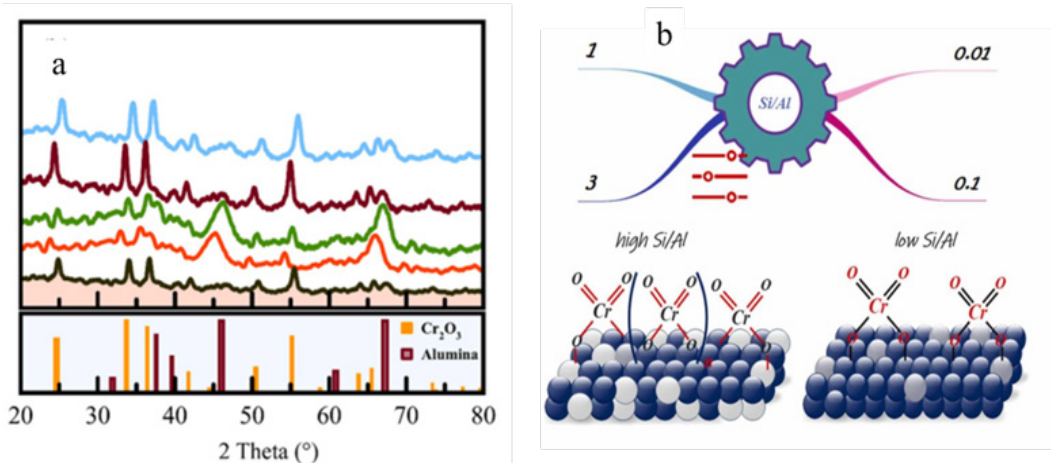 a
Cr2O3
Alumina
20 30 40 50 60 70 80
2 Theta (°)
b
1
0.01
Si/Al
3
0.1
high Si/Al
low Si/Al
O O O O O O
Cr Cr Cr
O O O O
O O O O
Cr Cr
O O O O